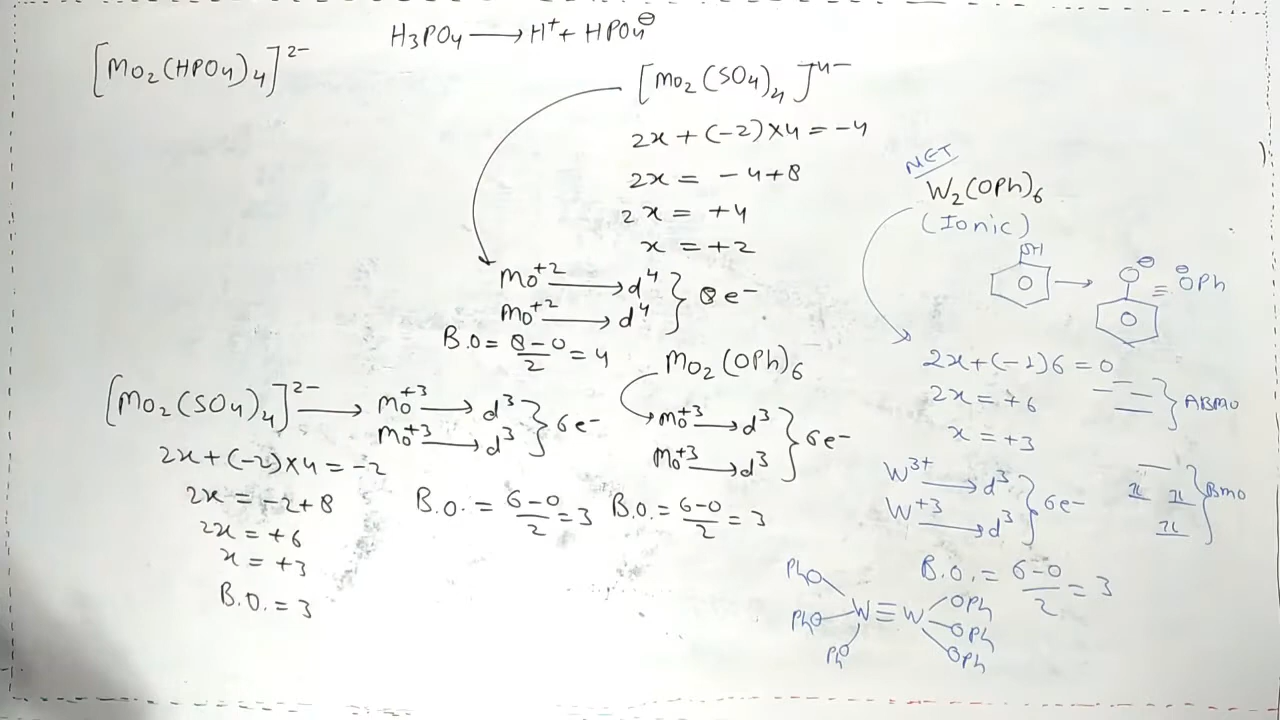 H₃PO₄ ⟶ H⁺ + HPO₄⊖
[Mo₂(HPO₄)₄]²⁻
[Mo₂(SO₄)₄]⁴⁻
2x + (-2)×4 = -4
2x = -4+8
2x = +4
x = +2
Mo⁺² ⟶ d⁴
Mo⁺² ⟶ d⁴
} 8e⁻
B.O = 8-0/2 = 4
[Mo₂(SO₄)₄]²⁻ ⟶ Mo⁺³ ⟶ d³
Mo⁺³ ⟶ d³
} 6e⁻
2x + (-2)×4 = -2
2x = -2+8
2x = +6
x = +3
B.O. = 3
B.O. = 6-0/2 = 3
Mo₂(OPh)₆
Mo⁺³ ⟶ d³
Mo⁺³ ⟶ d³
} 6e⁻
B.O. = 6-0/2 = 3
NET
W₂(OPh)₆
(Ionic)
OH
O ⟶ O⊖ ≡ ⊖OPh
O
2x+(-1)6 = 0
2x = +6
x = +3
} ABMO
W³⁺ ⟶ d³
W⁺³ ⟶ d³
} 6e⁻
} BMO
B.O. = 6-0/2 = 3
PhO
PhO
PhO
W≡W
OPh
OPh
OPh
)